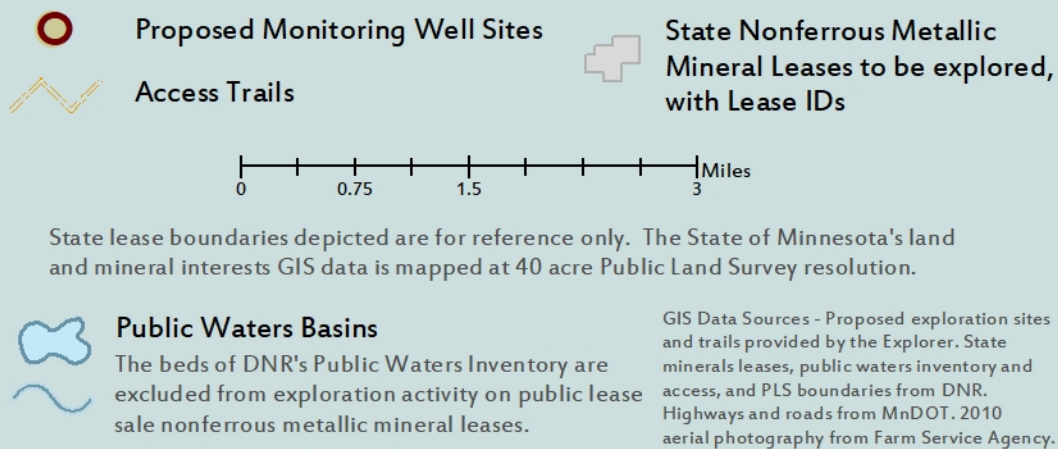 Proposed Monitoring Well Sites
Access Trails
State Nonferrous Metallic
Mineral Leases to be explored,
with Lease IDs
0 0.75 1.5 3 Miles
State lease boundaries depicted are for reference only. The State of Minnesota's land
and mineral interests GIS data is mapped at 40 acre Public Land Survey resolution.
Public Waters Basins
The beds of DNR's Public Waters Inventory are
excluded from exploration activity on public lease
sale nonferrous metallic mineral leases.
GIS Data Sources - Proposed exploration sites
and trails provided by the Explorer. State
minerals leases, public waters inventory and
access, and PLS boundaries from DNR.
Highways and roads from MnDOT. 2010
aerial photography from Farm Service Agency.